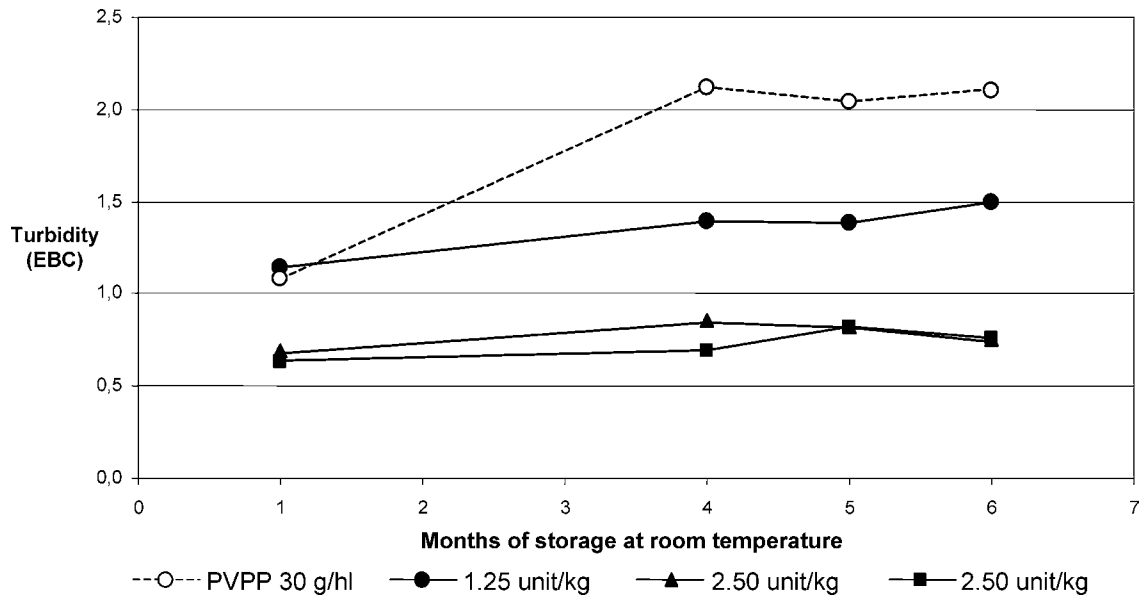 2,5
2,0
1,5
Turbidity
(EBC)
1,0
0,5
0,0
0 1 2 3 4 5 6 7
Months of storage at room temperature
PVPP 30 g/hl 1.25 unit/kg 2.50 unit/kg 2.50 unit/kg